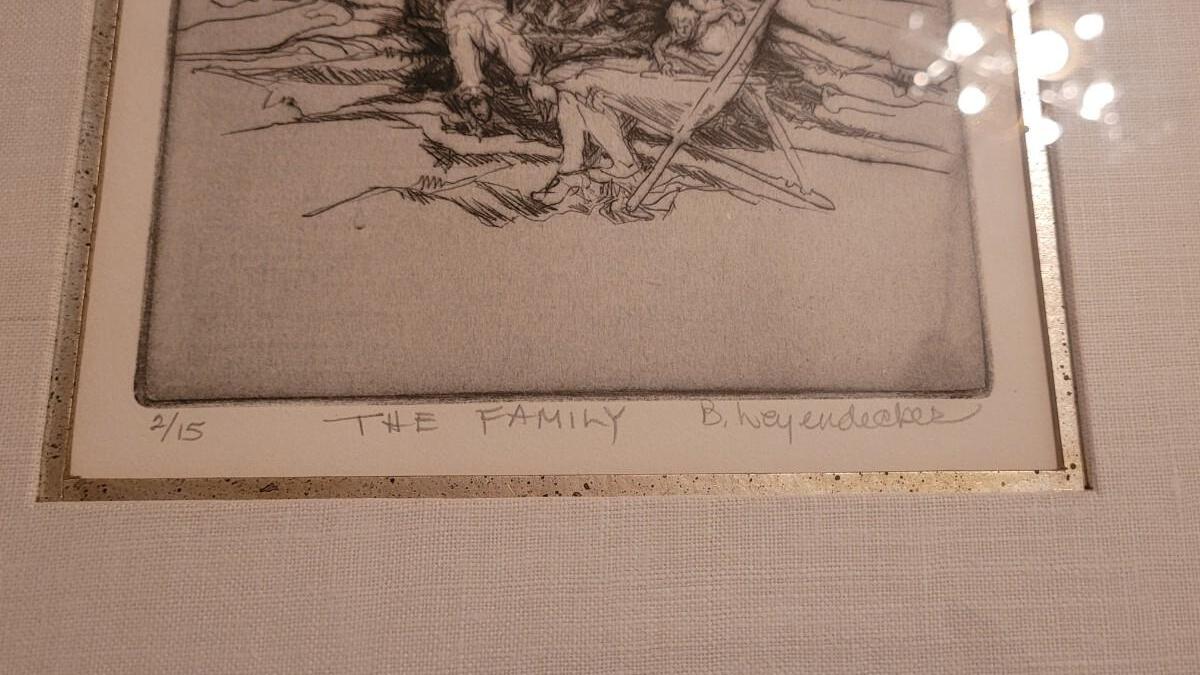 2/15 THE FAMILY B. Weyendecker